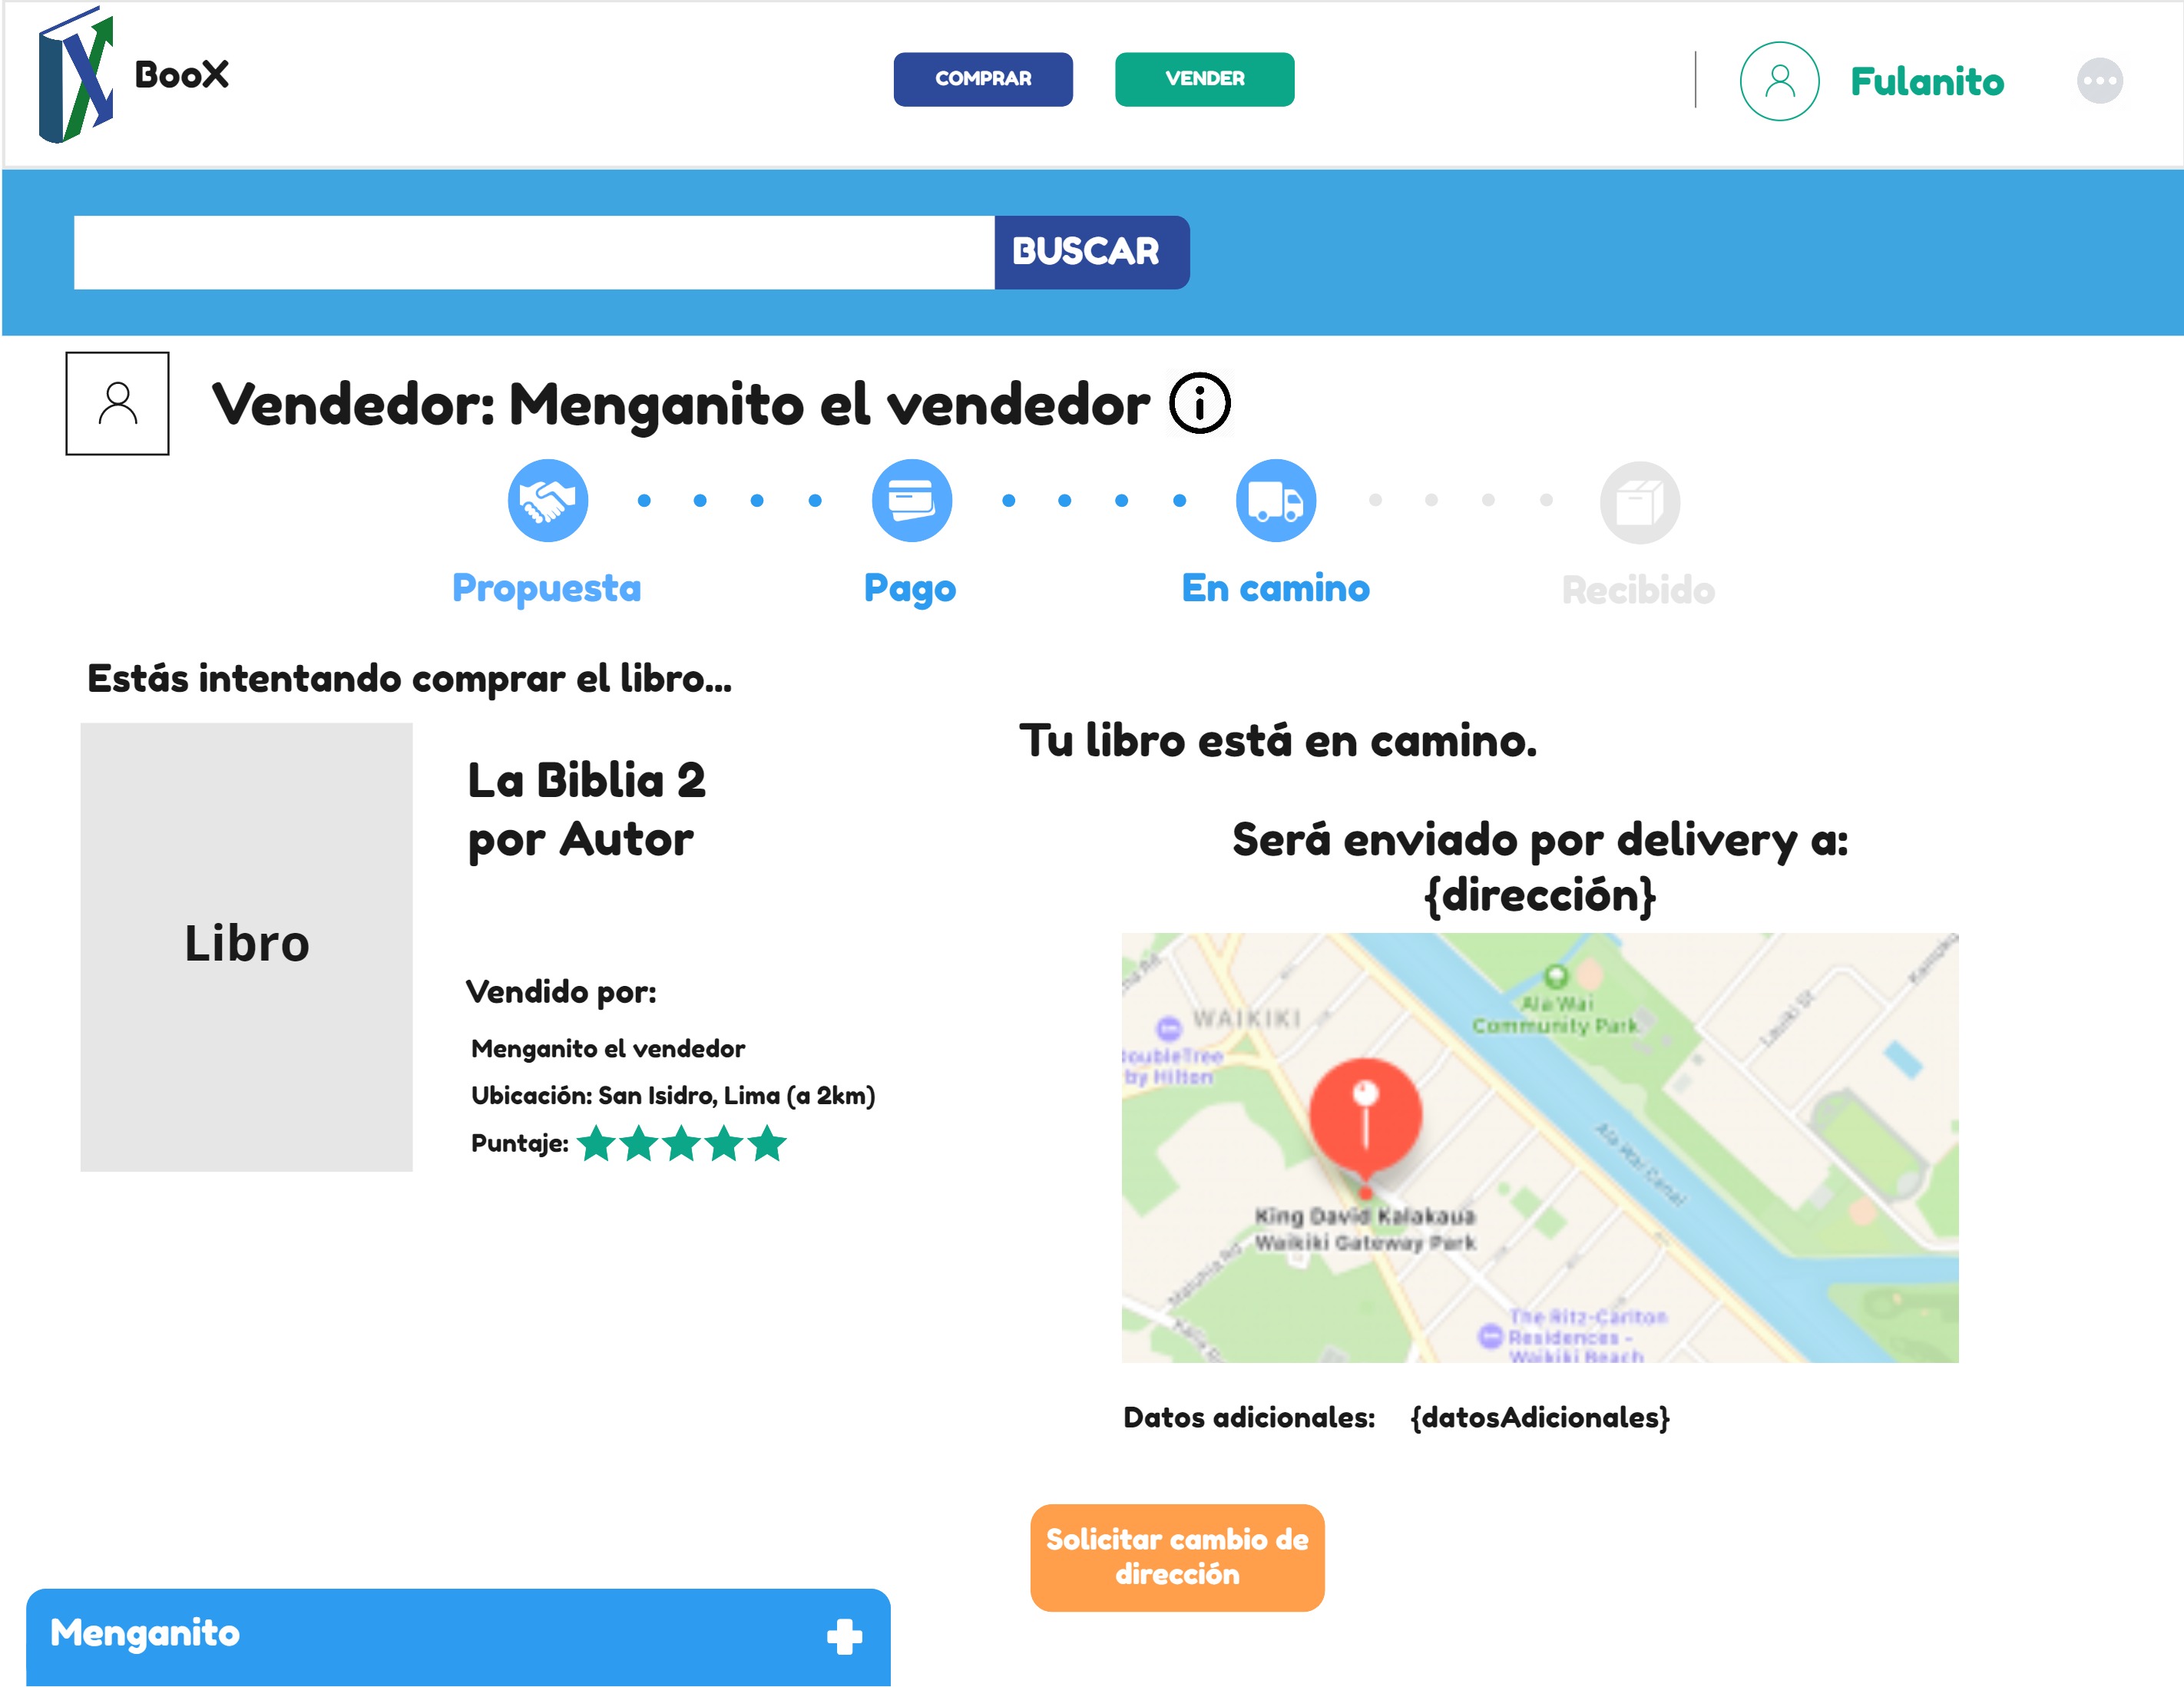 BooX
COMPRAR
VENDER
Fulanito
BUSCAR
Vendedor: Menganito el vendedor
Propuesta
Pago
En camino
Recibido
Estás intentando comprar el libro...
Libro
La Biblia 2
por Autor
Vendido por:
Menganito el vendedor
Ubicación: San Isidro, Lima (a 2km)
Puntaje:
Tu libro está en camino.
Será enviado por delivery a:
{dirección}
WAIKIKI
DoubleTree
by Hilton
Ala Wai
Community Park
Lauiki St
Ala Wai Canal
King David Kalakaua
Waikiki Gateway Park
The Ritz-Carlton
Residences -
Waikiki Beach
Datos adicionales: {datosAdicionales}
Solicitar cambio de
dirección
Menganito